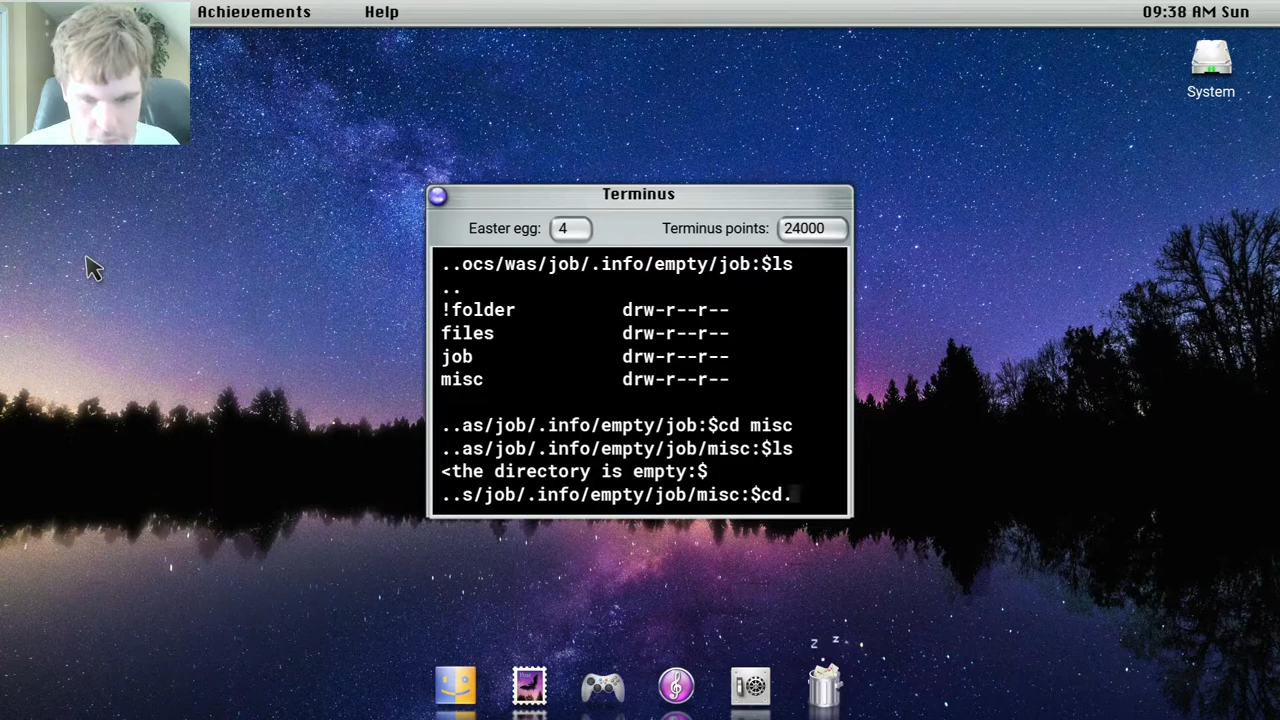 Achievements Help 09:38 AM Sun
System
Terminus
Easter egg: 4 Terminus points: 24000
..ocs/was/job/.info/empty/job:$ls
..
!folder drw-r--r--
files drw-r--r--
job drw-r--r--
misc drw-r--r--
..as/job/.info/empty/job:$cd misc
..as/job/.info/empty/job/misc:$ls
<the directory is empty:$
..s/job/.info/empty/job/misc:$cd.
z z